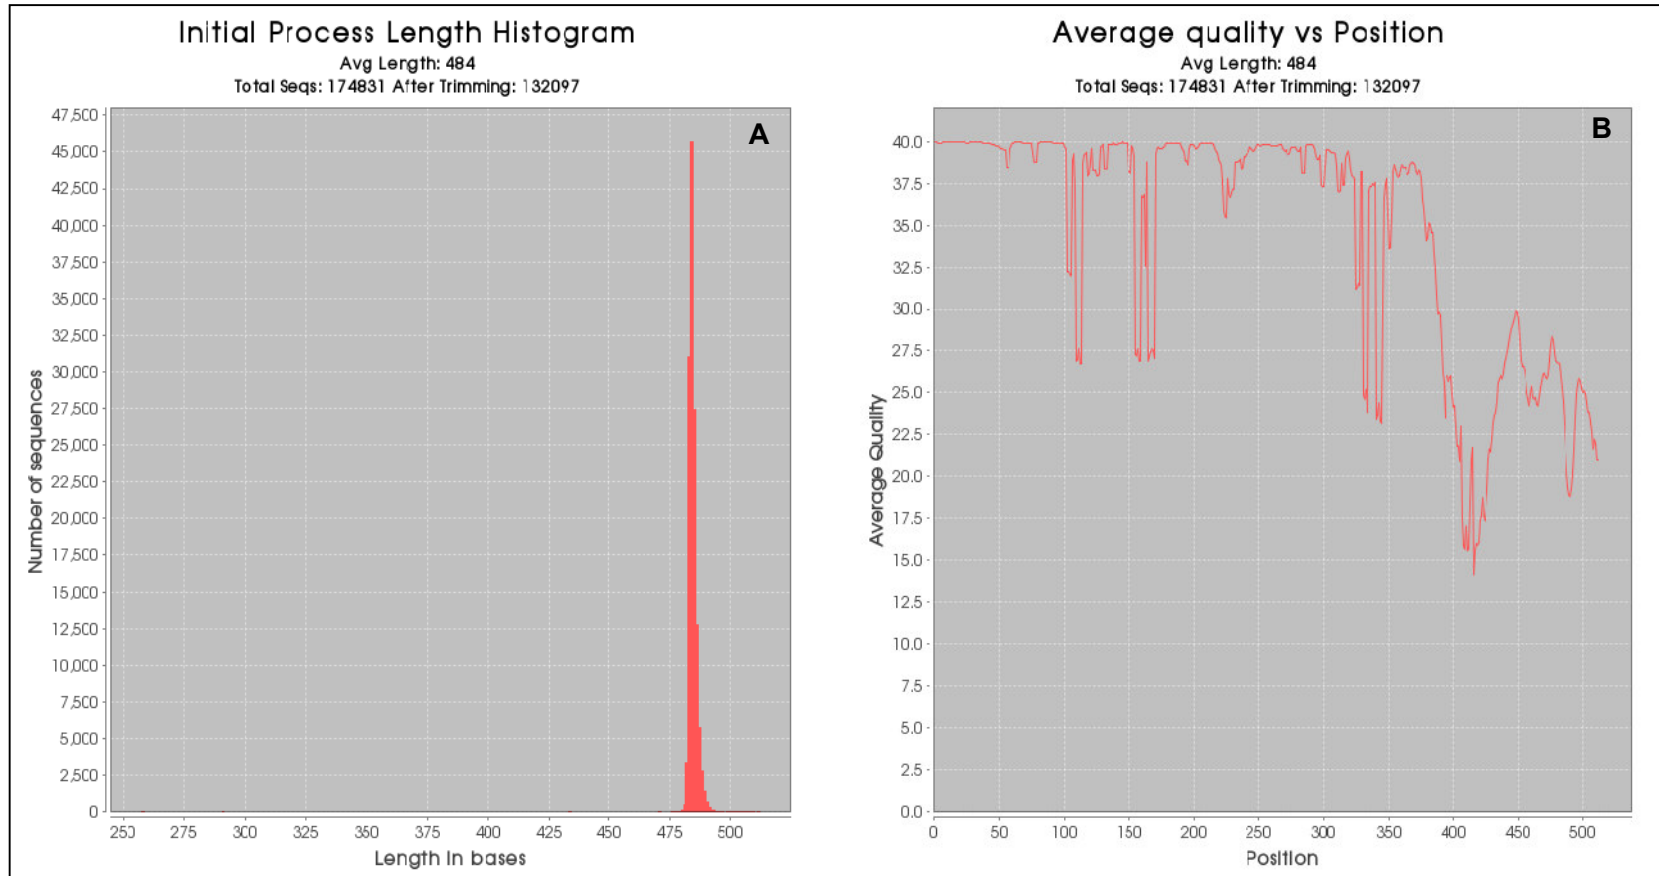 Initial Process Length Histogram
Avg Length: 484
Total Seqs: 174831 After Trimming: 132097
A
47,500
45,000
42,500
40,000
37,500
35,000
32,500
30,000
27,500
25,000
22,500
20,000
17,500
15,000
12,500
10,000
7,500
5,000
2,500
0
Number of sequences
250 275 300 325 350 375 400 425 450 475 500
Length in bases
Average quality vs Position
Avg Length: 484
Total Seqs: 174831 After Trimming: 132097
B
40.0
37.5
35.0
32.5
30.0
27.5
25.0
22.5
20.0
17.5
15.0
12.5
10.0
7.5
5.0
2.5
0.0
Average Quality
0 50 100 150 200 250 300 350 400 450 500
Position